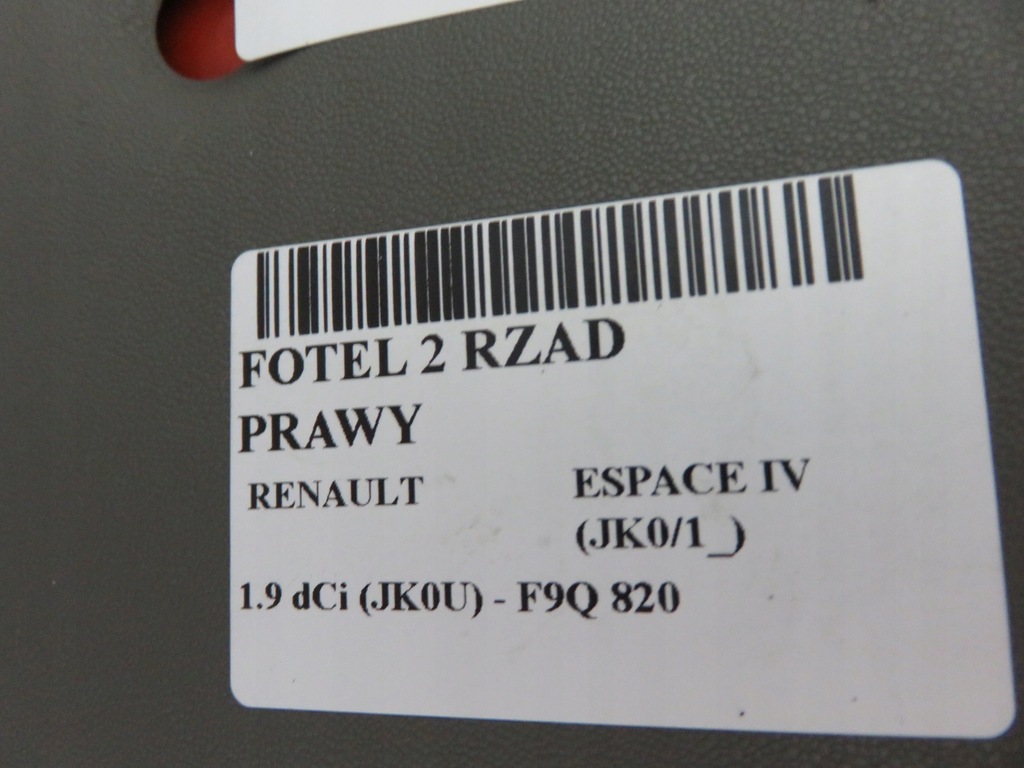 FOTEL 2 RZAD
PRAWY
RENAULT ESPACE IV
(JK0/1_)
1.9 dCi (JK0U) - F9Q 820